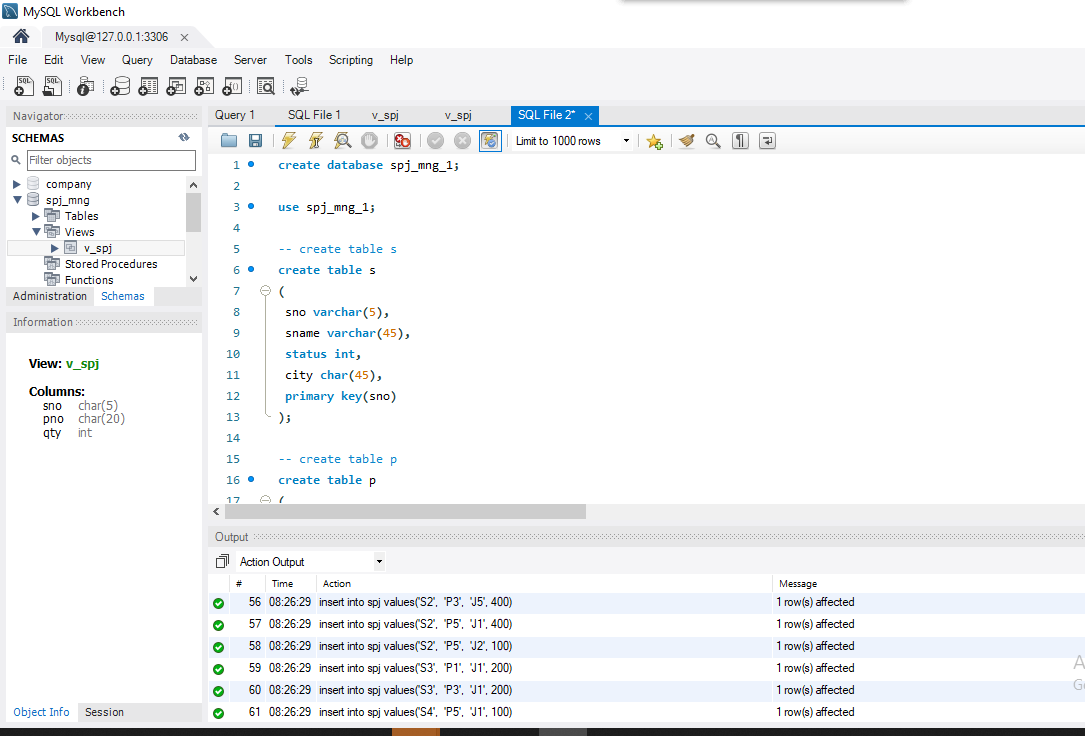 MySQL Workbench
Mysql@127.0.0.1:3306
File Edit View Query Database Server Tools Scripting Help
Navigator
SCHEMAS
Filter objects
company
spj_mng
Tables
Views
v_spj
Stored Procedures
Functions
Administration Schemas
Information
View: v_spj
Columns:
sno char(5)
pno char(20)
qty int
Object Info Session
Query 1 SQL File 1 v_spj v_spj SQL File 2*
Limit to 1000 rows
1 create database spj_mng_1;
2
3 use spj_mng_1;
4
5 -- create table s
6 create table s
7 (
8 sno varchar(5),
9 sname varchar(45),
10 status int,
11 city char(45),
12 primary key(sno)
13 );
14
15 -- create table p
16 create table p
17 (
Output
Action Output
# Time Action Message
56 08:26:29 insert into spj values('S2', 'P3', 'J5', 400) 1 row(s) affected
57 08:26:29 insert into spj values('S2', 'P5', 'J1', 400) 1 row(s) affected
58 08:26:29 insert into spj values('S2', 'P5', 'J2', 100) 1 row(s) affected
59 08:26:29 insert into spj values('S3', 'P1', 'J1', 200) 1 row(s) affected
60 08:26:29 insert into spj values('S3', 'P3', 'J1', 200) 1 row(s) affected
61 08:26:29 insert into spj values('S4', 'P5', 'J1', 100) 1 row(s) affected